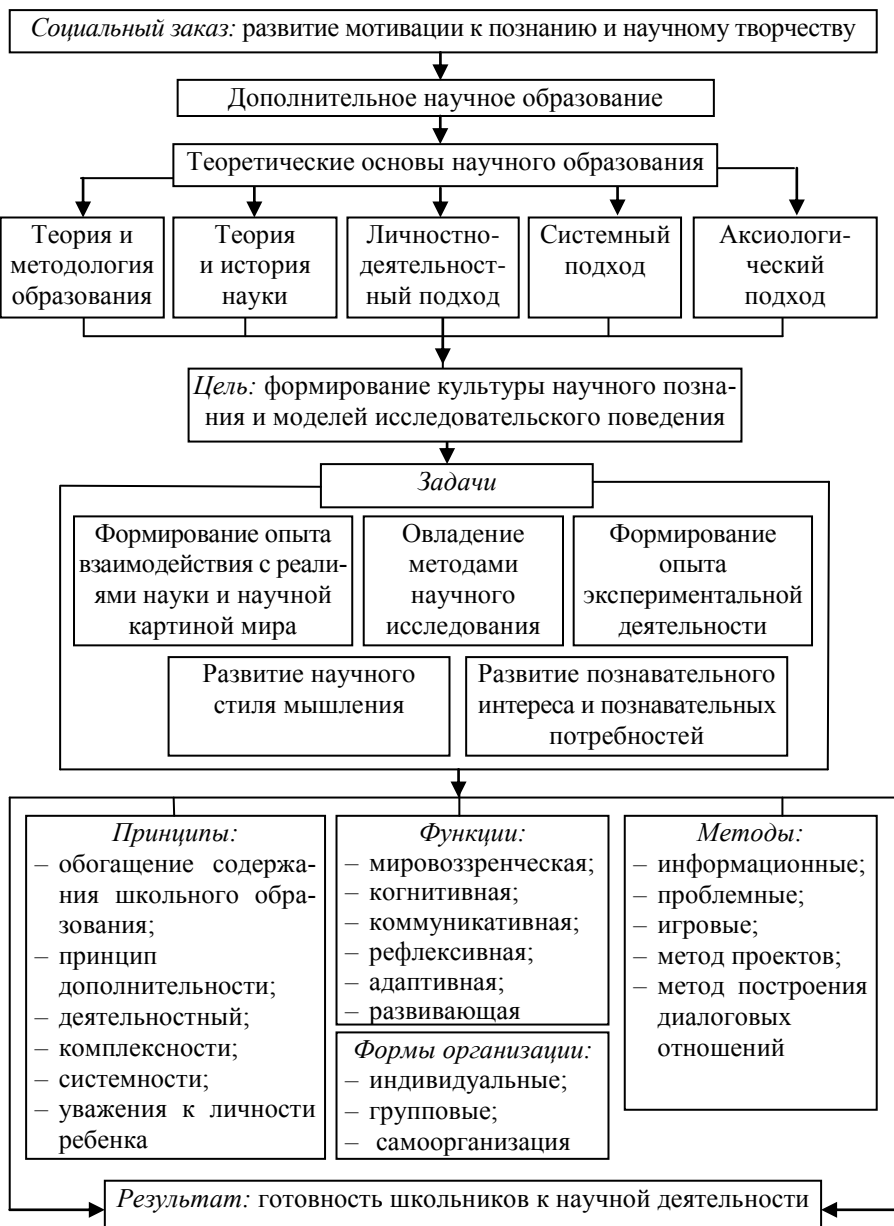 Социальный заказ: развитие мотивации к познанию и научному творчеству
Дополнительное научное образование
Теоретические основы научного образования
Теория и
методология
образования
Теория
и история
науки
Личностно-
деятельност-
ный подход
Системный
подход
Аксиологи-
ческий
подход
Цель: формирование культуры научного позна-
ния и моделей исследовательского поведения
Задачи
Формирование опыта
взаимодействия с реали-
ями науки и научной
картиной мира
Овладение
методами
научного
исследования
Формирование
опыта
экспериментальной
деятельности
Развитие научного
стиля мышления
Развитие познавательного
интереса и познавательных
потребностей
Принципы:
– обогащение содержа-
ния школьного обра-
зования;
– принцип
дополнительности;
– деятельностный;
– комплексности;
– системности;
– уважения к личности
ребенка
Функции:
– мировоззренческая;
– когнитивная;
– коммуникативная;
– рефлексивная;
– адаптивная;
– развивающая
Формы организации:
– индивидуальные;
– групповые;
– самоорганизация
Методы:
– информационные;
– проблемные;
– игровые;
– метод проектов;
– метод построения
диалоговых
отношений
Результат: готовность школьников к научной деятельности